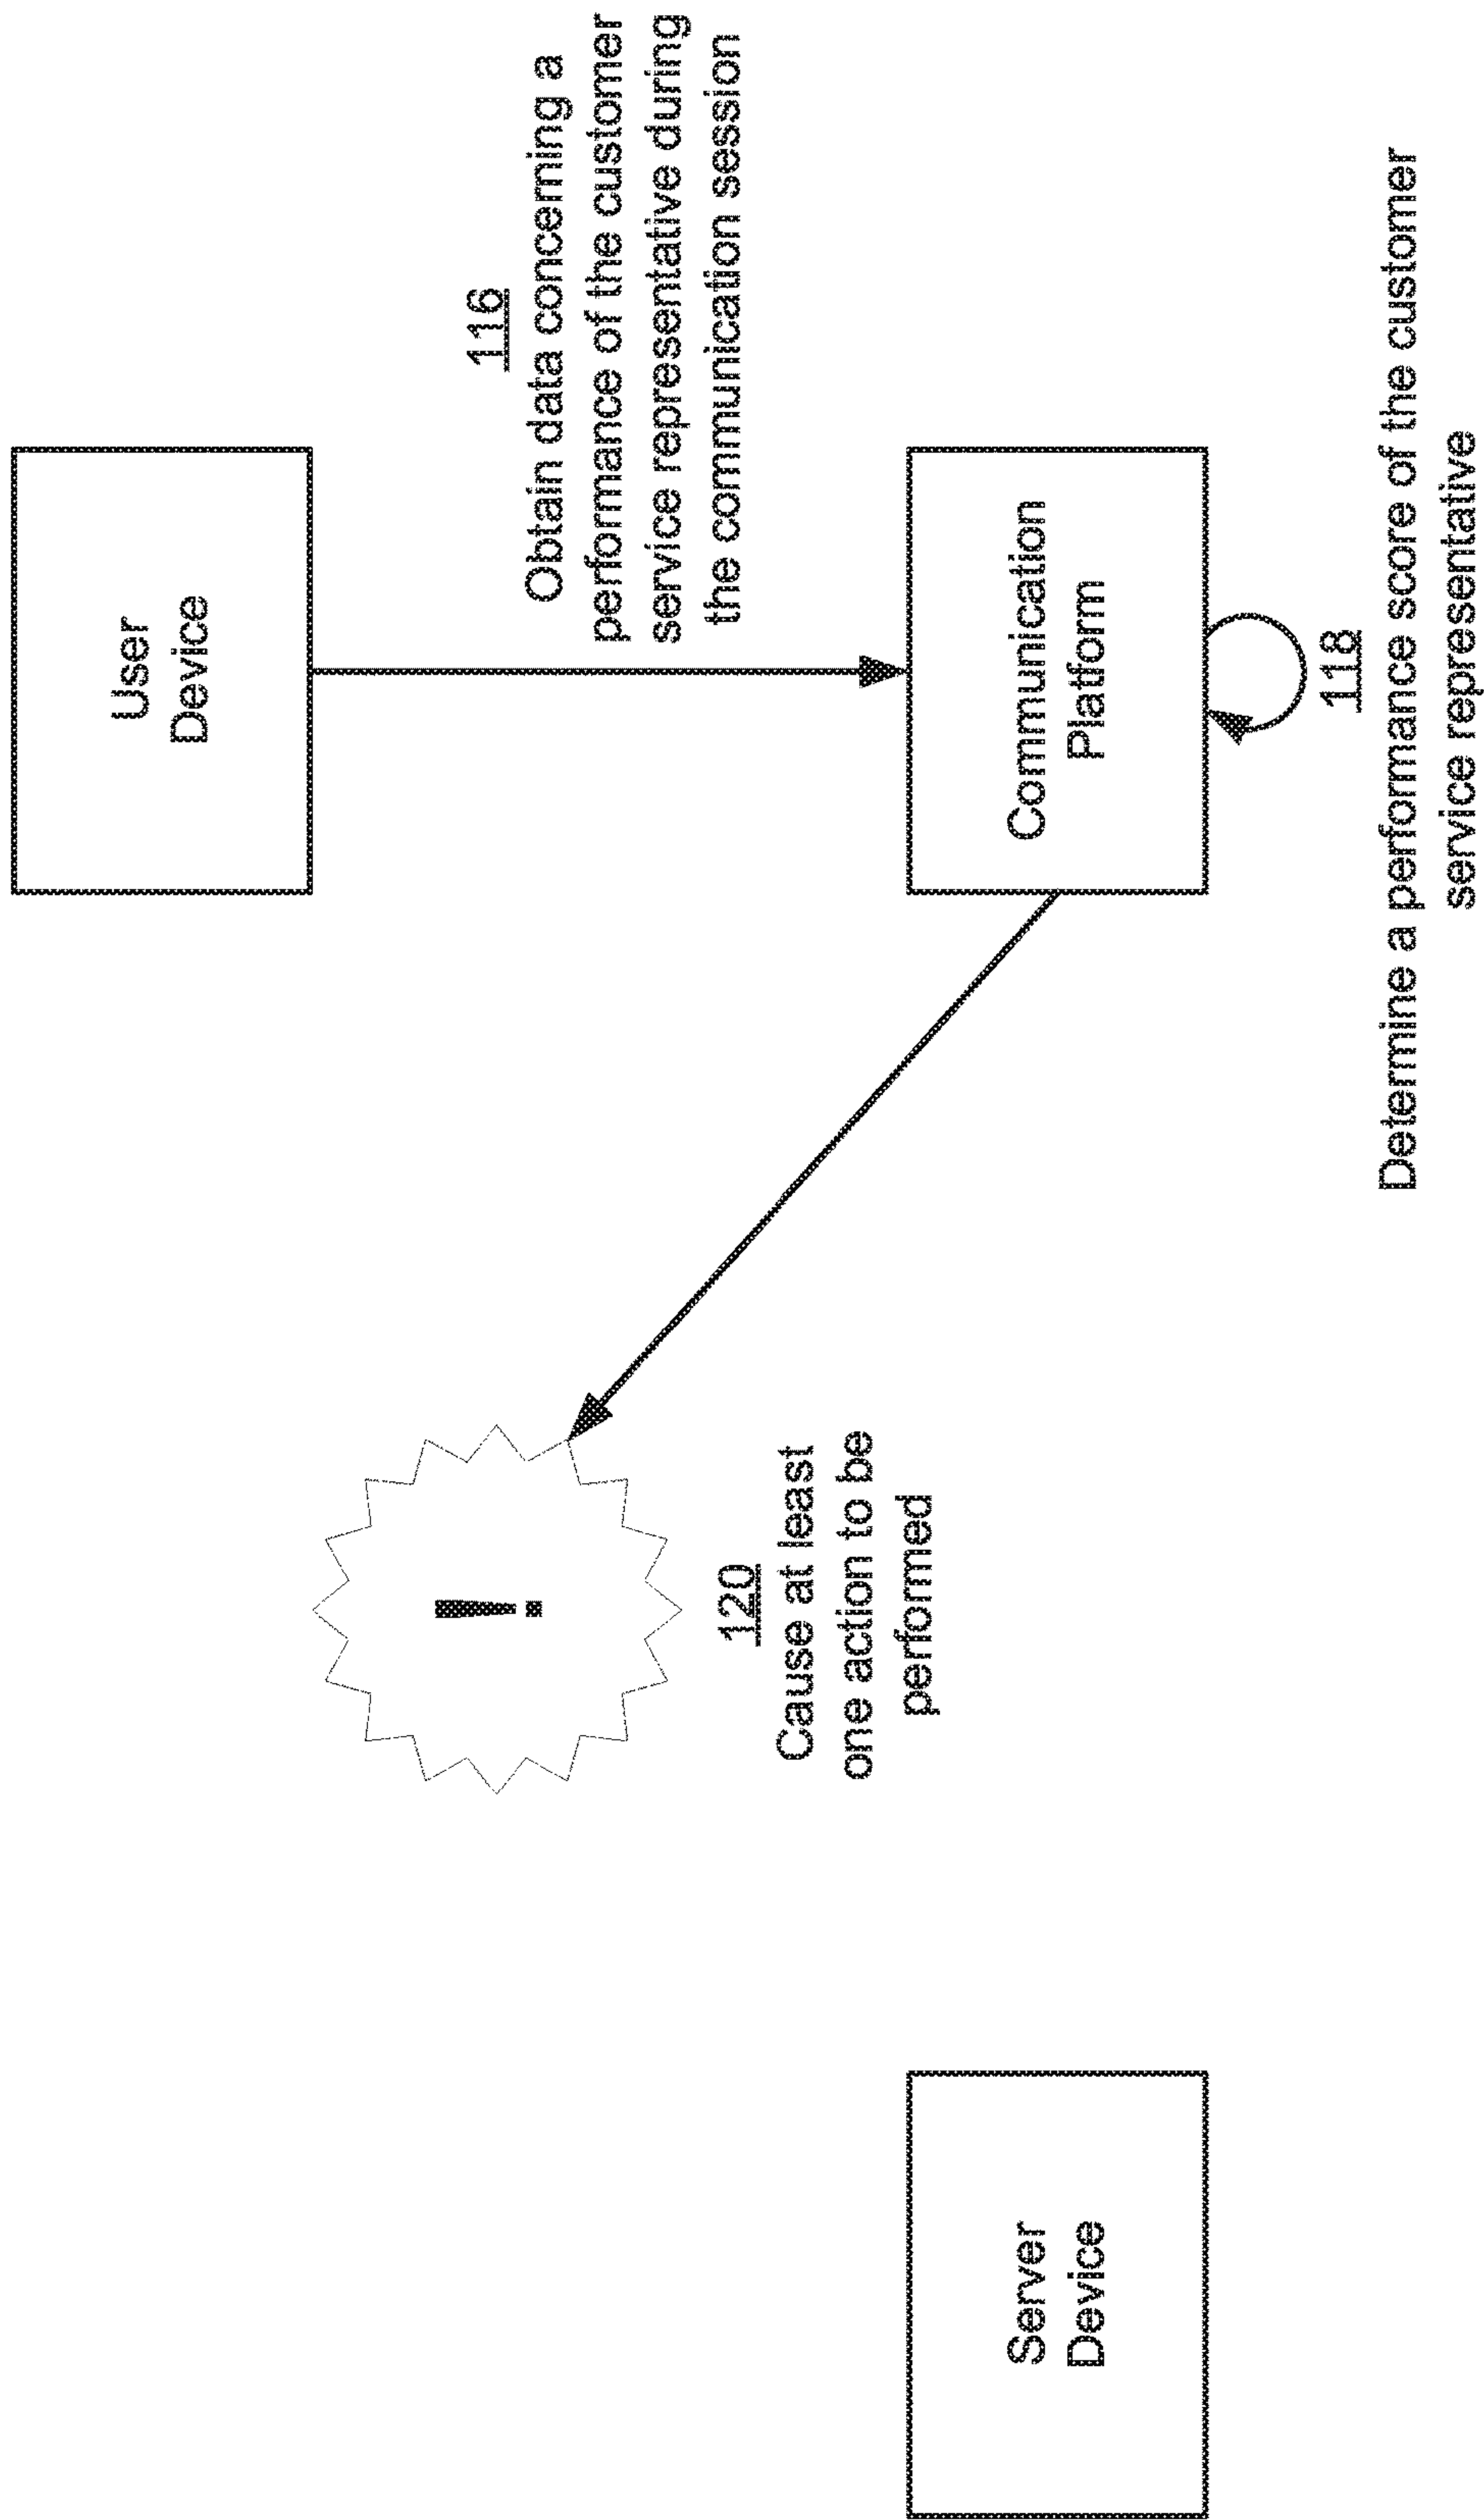 User
Device
116
Obtain data concerning a
performance of the customer
service representative during
the communication session
Communication
Platform
118
Determine a performance score of the customer
service representative
!
120
Cause at least
one action to be
performed
Server
Device